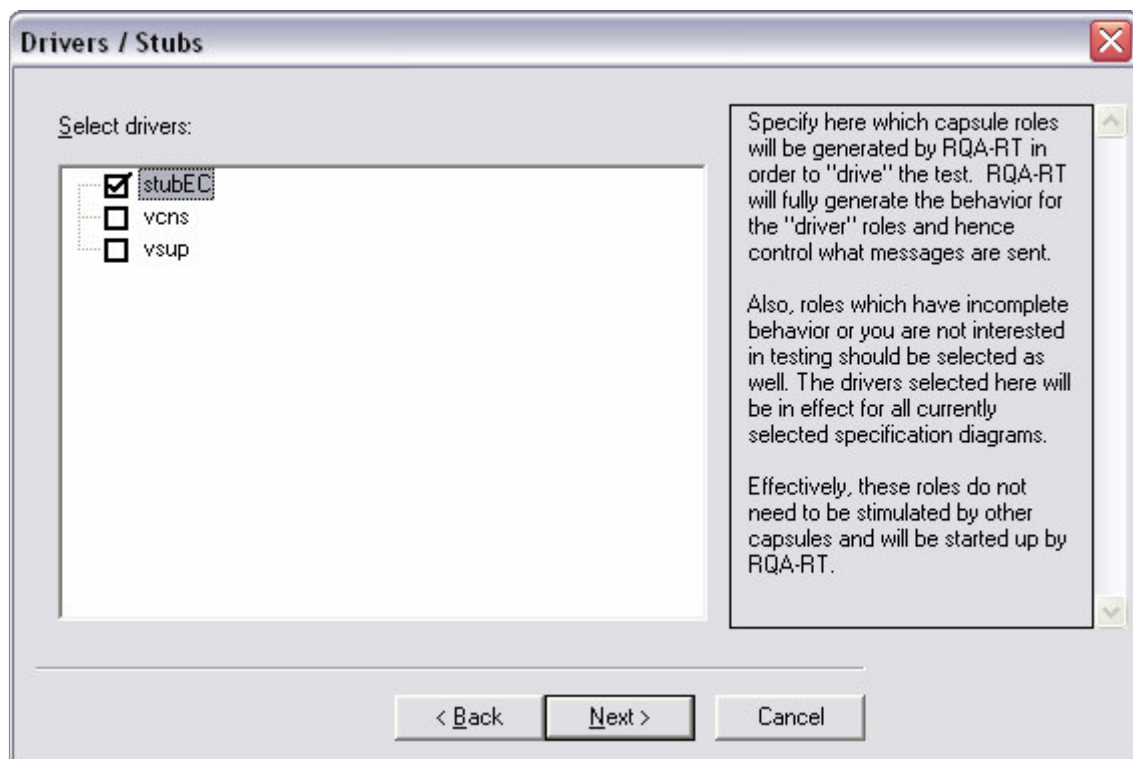 Drivers / Stubs
Select drivers:
stubEC
vcns
vsup
Specify here which capsule roles
will be generated by RQA-RT in
order to "drive" the test.  RQA-RT
will fully generate the behavior for
the "driver" roles and hence
control what messages are sent.
Also, roles which have incomplete
behavior or you are not interested
in testing should be selected as
well. The drivers selected here will
be in effect for all currently
selected specification diagrams.
Effectively, these roles do not
need to be stimulated by other
capsules and will be started up by
RQA-RT.
< Back
Next >
Cancel